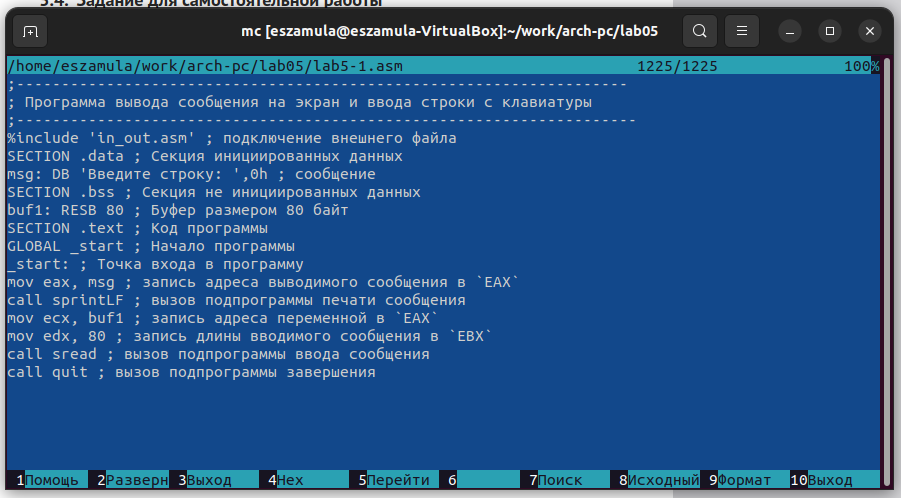 5.4. Задание для самостоятельной работы
mc [eszamula@eszamula-VirtualBox]:~/work/arch-pc/lab05
/home/eszamula/work/arch-pc/lab05/lab5-1.asm 1225/1225 100%
;--------------------------------------------------------------------
; Программа вывода сообщения на экран и ввода строки с клавиатуры
;---------------------------------------------------------------------
%include 'in_out.asm' ; подключение внешнего файла
SECTION .data ; Секция инициированных данных
msg: DB 'Введите строку: ',0h ; сообщение
SECTION .bss ; Секция не инициированных данных
buf1: RESB 80 ; Буфер размером 80 байт
SECTION .text ; Код программы
GLOBAL _start ; Начало программы
_start: ; Точка входа в программу
mov eax, msg ; запись адреса выводимого сообщения в `EAX`
call sprintLF ; вызов подпрограммы печати сообщения
mov ecx, buf1 ; запись адреса переменной в `EAX`
mov edx, 80 ; запись длины вводимого сообщения в `EBX`
call sread ; вызов подпрограммы ввода сообщения
call quit ; вызов подпрограммы завершения
1Помощь 2Разверн 3Выход 4Hex 5Перейти 6 7Поиск 8Исходный 9Формат 10Выход